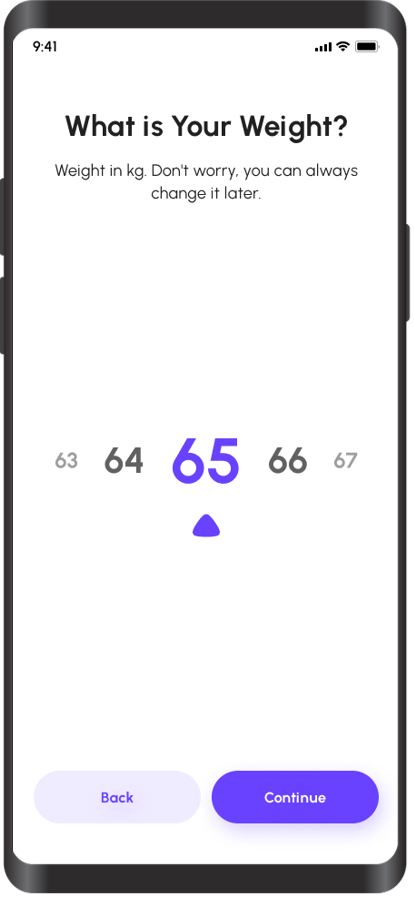 9:41
What is Your Weight?
Weight in kg. Don't worry, you can always
change it later.
63 64 65 66 67
Back Continue